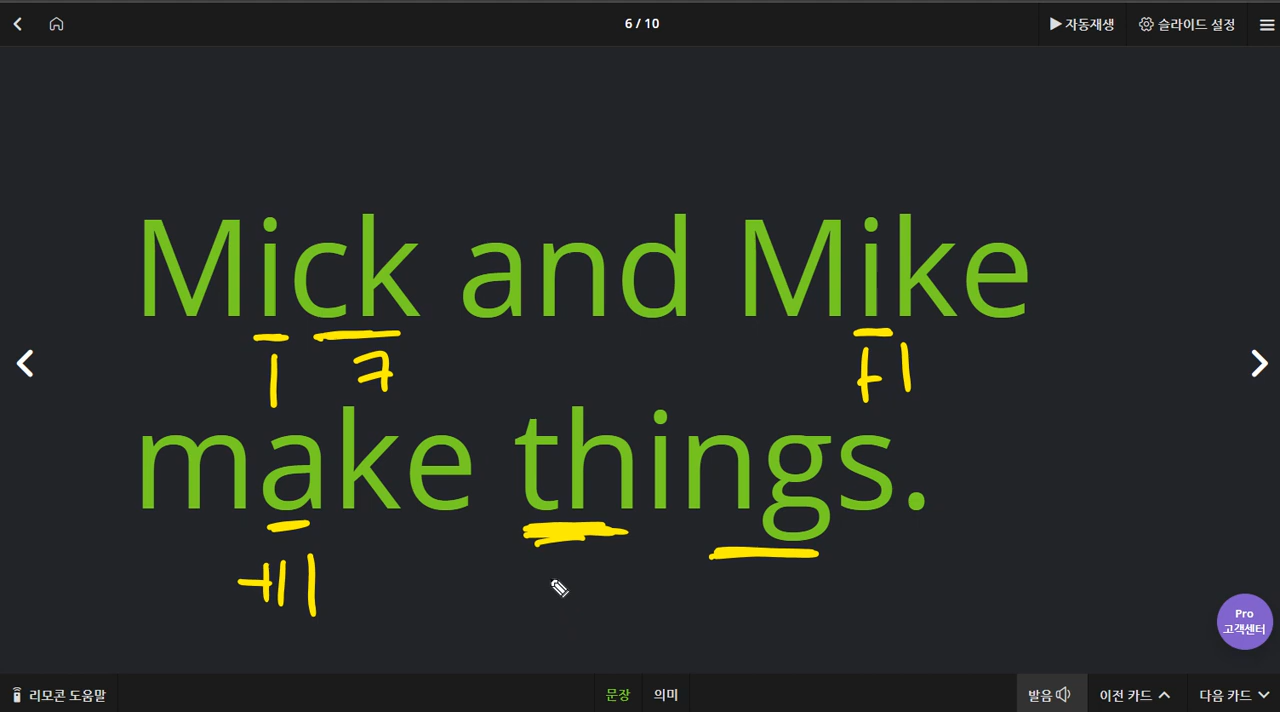 6 / 10
자동재생
슬라이드 설정
Mick and Mike
ㅣ ㅋ ㅏㅣ
make things.
ㅔㅣ
Pro
고객센터
리모콘 도움말
문장
의미
발음
이전 카드
다음 카드